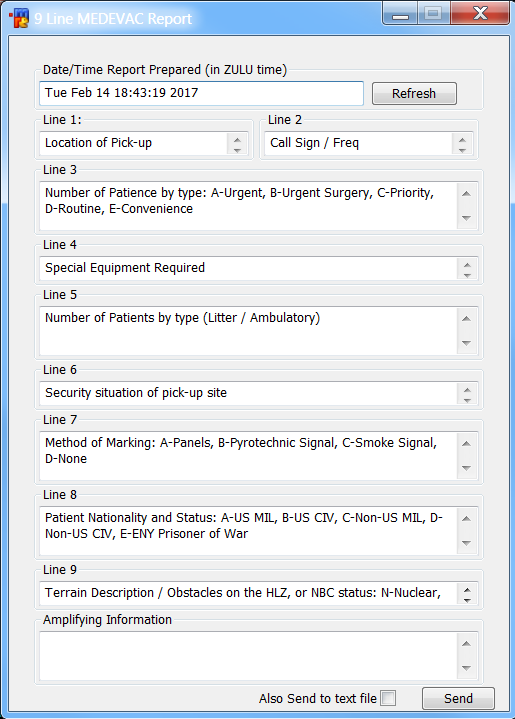 9 Line MEDEVAC Report
Date/Time Report Prepared (in ZULU time)
Tue Feb 14 18:43:19 2017
Refresh
Line 1:
Location of Pick-up
Line 2
Call Sign / Freq
Line 3
Number of Patience by type: A-Urgent, B-Urgent Surgery, C-Priority,
D-Routine, E-Convenience
Line 4
Special Equipment Required
Line 5
Number of Patients by type (Litter / Ambulatory)
Line 6
Security situation of pick-up site
Line 7
Method of Marking: A-Panels, B-Pyrotechnic Signal, C-Smoke Signal,
D-None
Line 8
Patient Nationality and Status: A-US MIL, B-US CIV, C-Non-US MIL, D-
Non-US CIV, E-ENY Prisoner of War
Line 9
Terrain Description / Obstacles on the HLZ, or NBC status: N-Nuclear,
Amplifying Information
Also Send to text file
Send